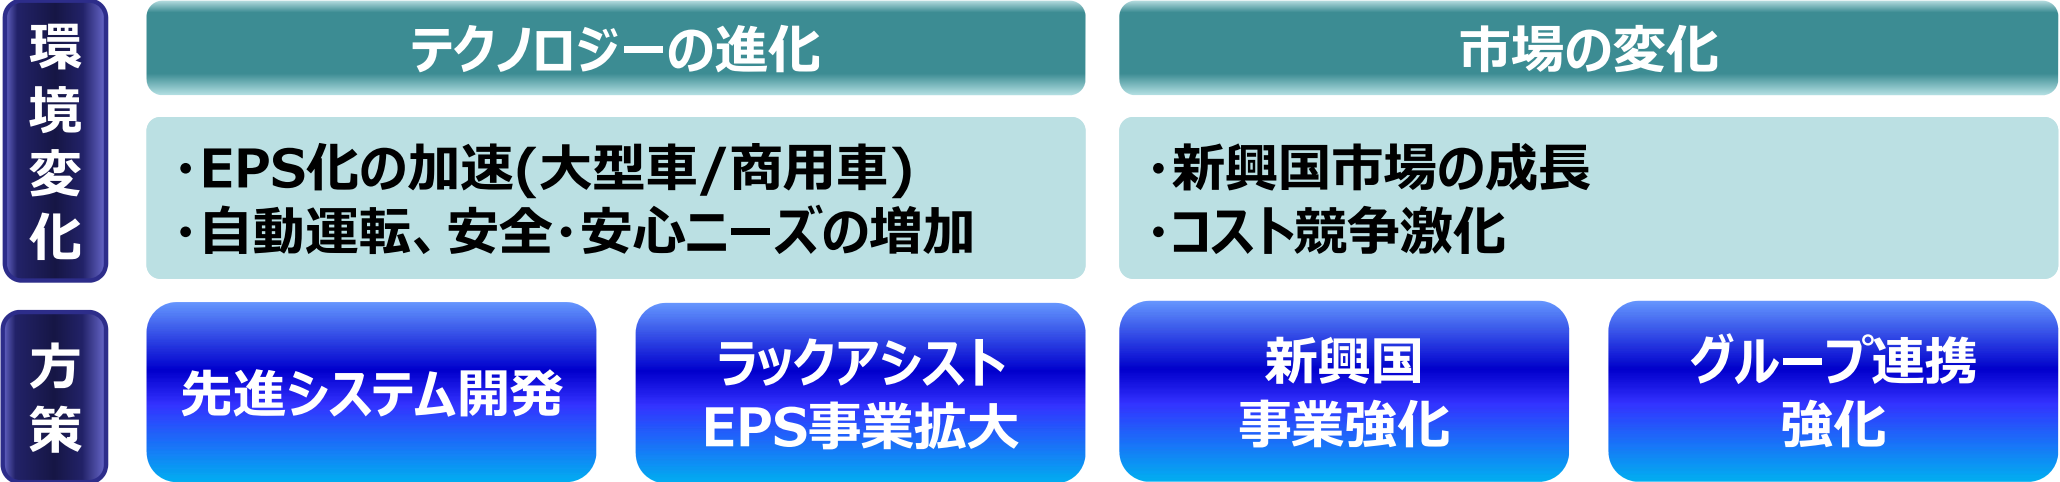 環境変化
テクノロジーの進化
市場の変化
・EPS化の加速(大型車/商用車)
・自動運転、安全・安心ニーズの増加
・新興国市場の成長
・コスト競争激化
方策
先進システム開発
ラックアシスト
EPS事業拡大
新興国
事業強化
グループ連携
強化